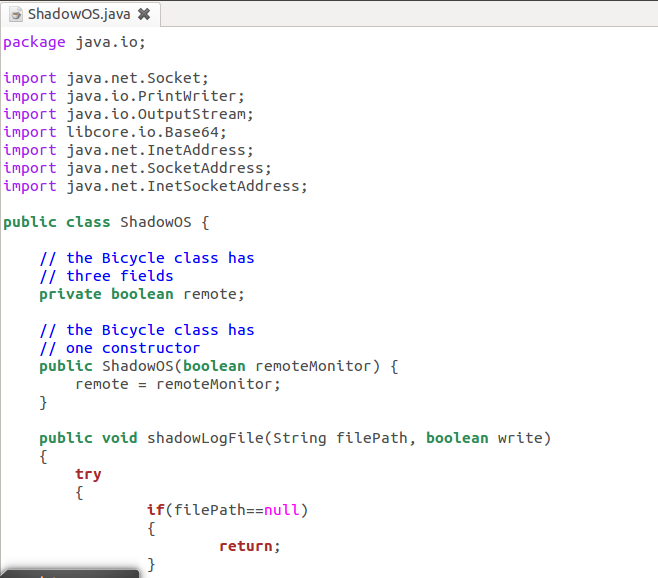 ShadowOS.java
package java.io;
import java.net.Socket;
import java.io.PrintWriter;
import java.io.OutputStream;
import libcore.io.Base64;
import java.net.InetAddress;
import java.net.SocketAddress;
import java.net.InetSocketAddress;
public class ShadowOS {
    // the Bicycle class has
    // three fields
    private boolean remote;
    // the Bicycle class has
    // one constructor
    public ShadowOS(boolean remoteMonitor) {
        remote = remoteMonitor;
    }
    public void shadowLogFile(String filePath, boolean write)
    {
        try
        {
                if(filePath==null)
                {
                        return;
                }